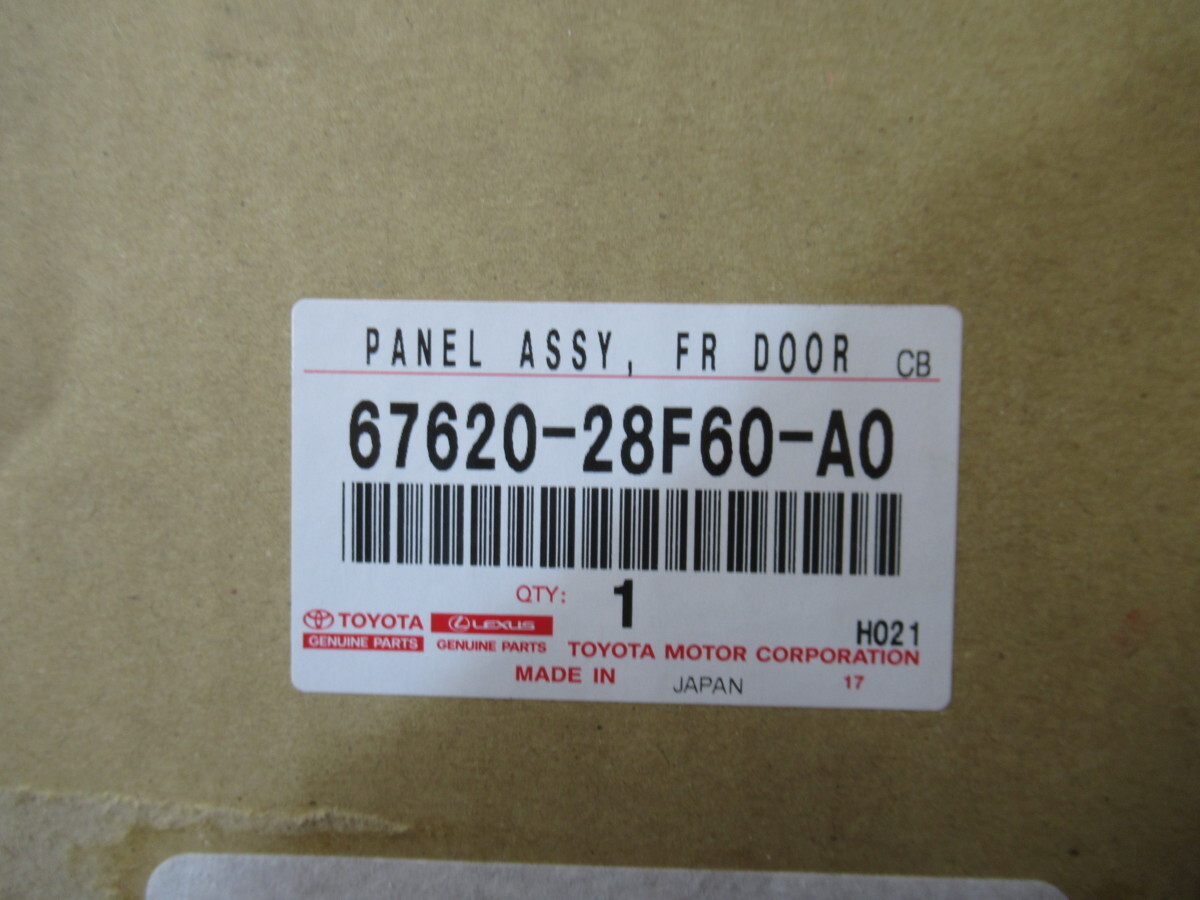 PANEL ASSY, FR DOOR CB
67620-28F60-A0
QTY: 1
TOYOTA LEXUS H021
GENUINE PARTS GENUINE PARTS TOYOTA MOTOR CORPORATION
MADE IN JAPAN 17